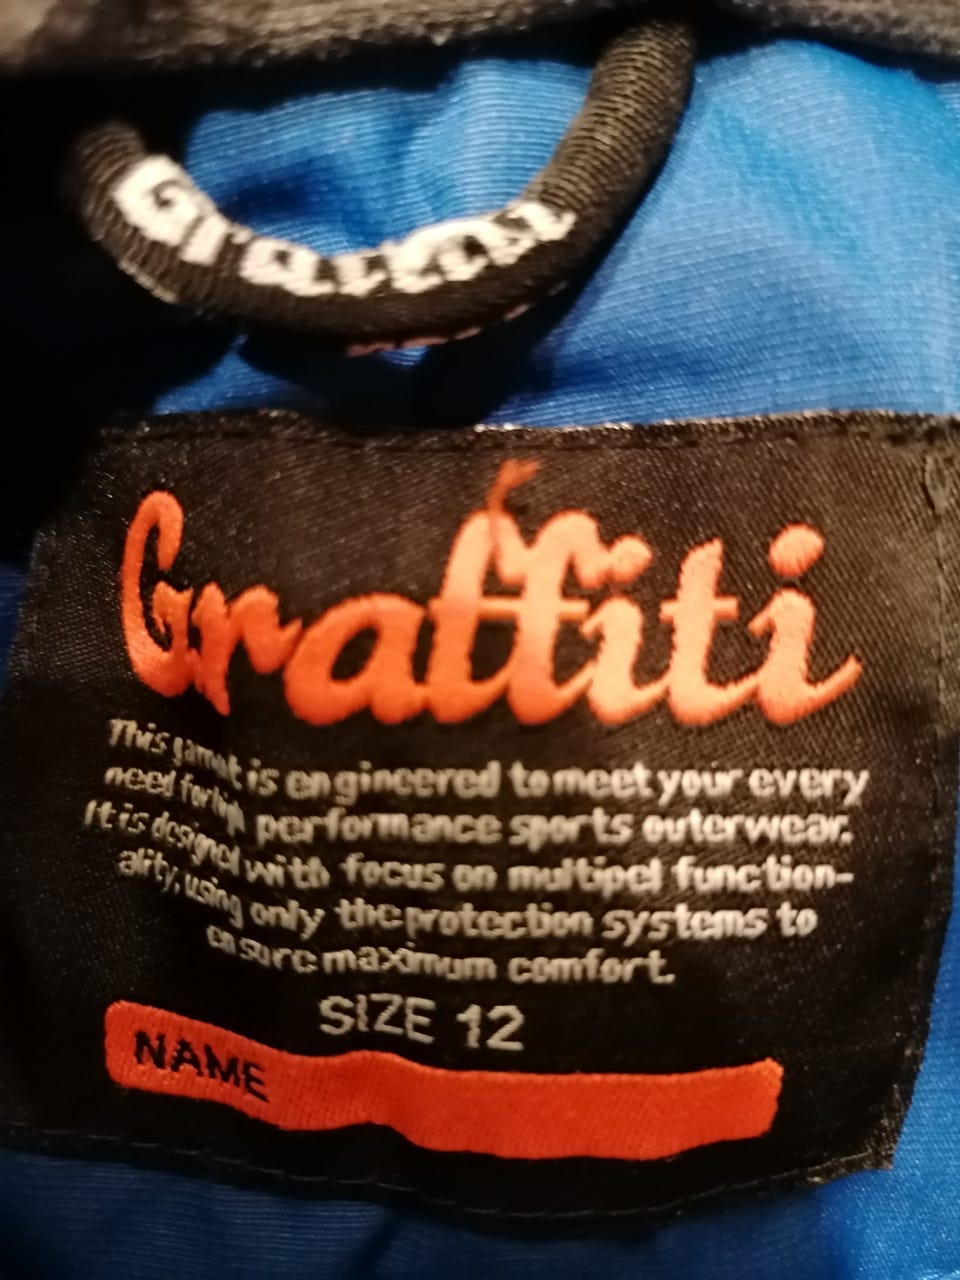 Graffiti
Graffiti
This garmet is engineered to meet your every
need for high performance sports outerwear.
It is designed with focus on multipel function-
ality, using only the protection systems to
ensure maximum comfort.
SIZE 12
NAME